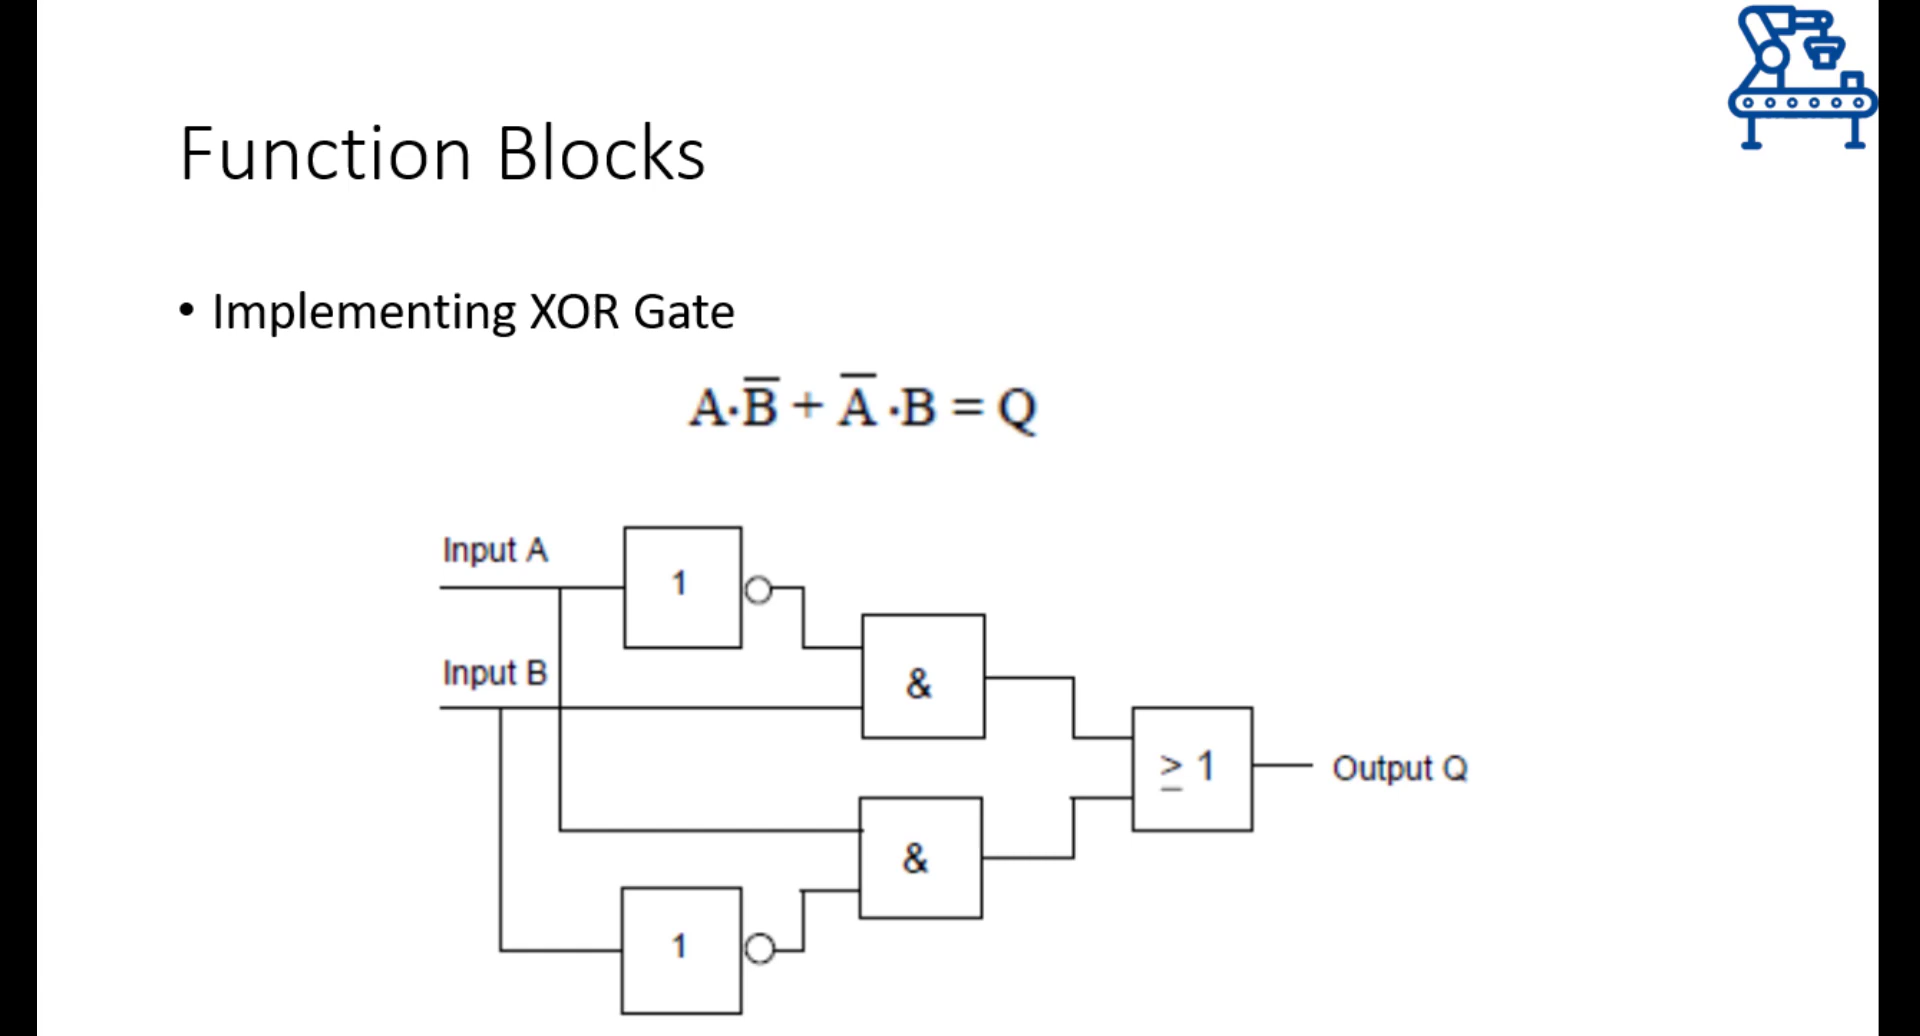 Function Blocks
• Implementing XOR Gate
A·B̅ + A̅ ·B = Q
Input A
1
Input B
&
≥ 1
Output Q
&
1